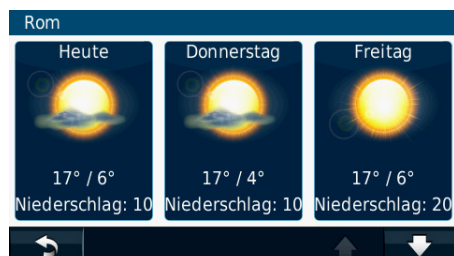 Rom
Heute Donnerstag Freitag
17° / 6° 17° / 4° 17° / 6°
Niederschlag: 10 Niederschlag: 10 Niederschlag: 20